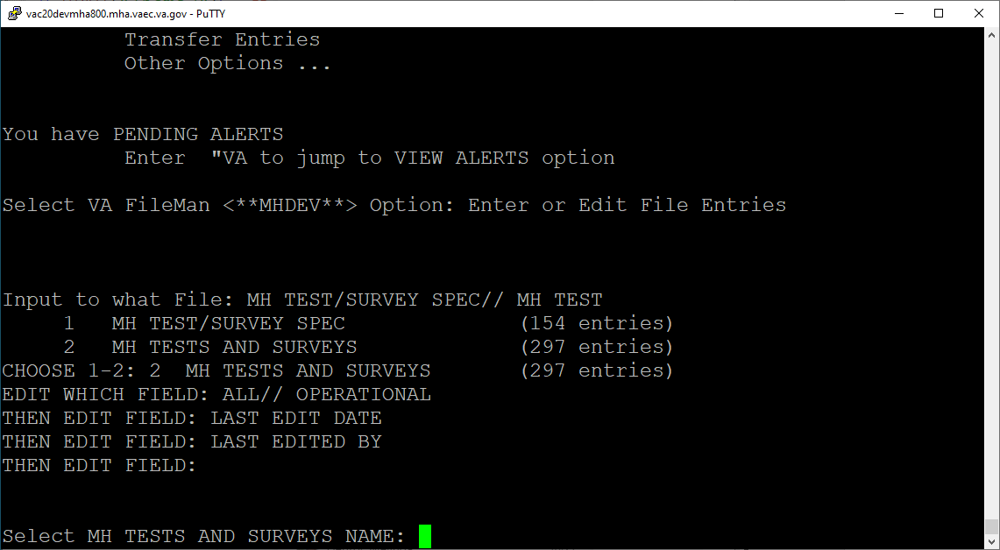 vac20devmha800.mha.vaec.va.gov - PuTTY
Transfer Entries
Other Options ...
You have PENDING ALERTS
Enter  "VA to jump to VIEW ALERTS option
Select VA FileMan <**MHDEV**> Option: Enter or Edit File Entries
Input to what File: MH TEST/SURVEY SPEC// MH TEST
1   MH TEST/SURVEY SPEC              (154 entries)
2   MH TESTS AND SURVEYS             (297 entries)
CHOOSE 1-2: 2  MH TESTS AND SURVEYS       (297 entries)
EDIT WHICH FIELD: ALL// OPERATIONAL
THEN EDIT FIELD: LAST EDIT DATE
THEN EDIT FIELD: LAST EDITED BY
THEN EDIT FIELD:
Select MH TESTS AND SURVEYS NAME: